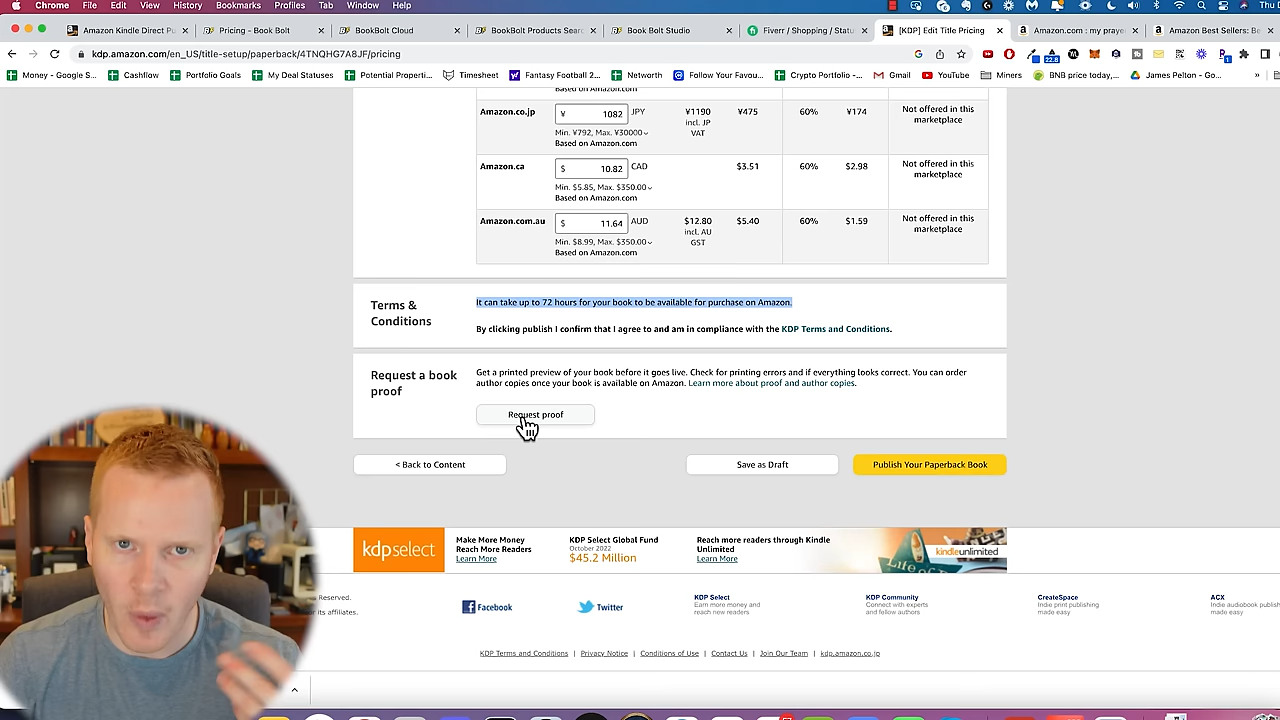 Chrome File Edit View History Bookmarks Profiles Tab Window Help
Amazon Kindle Direct Pu
Pricing - Book Bolt
BookBolt Cloud
BookBolt Products Sear
Book Bolt Studio
Fiverr / Shopping / Statu
[KDP] Edit Title Pricing
Amazon.com : my praye
Amazon Best Sellers: Be
kdp.amazon.com/en_US/title-setup/paperback/4TNQHG7A8JF/pricing
Money - Google S... Cashflow Portfolio Goals My Deal Statuses Potential Properti... Timesheet Fantasy Football 2... Networth Follow Your Favou... Crypto Portfolio -... Gmail YouTube Miners BNB price today,... James Pelton - Go... »
Based on Amazon.com
Amazon.co.jp ¥ 1082 JPY ¥1190 ¥475 60% ¥174 Not offered in this
incl. JP marketplace
Min. ¥792, Max. ¥30000 VAT
Based on Amazon.com
Amazon.ca $ 10.82 CAD $3.51 60% $2.98 Not offered in this
marketplace
Min. $5.85, Max. $350.00
Based on Amazon.com
Amazon.com.au $ 11.64 AUD $12.80 $5.40 60% $1.59 Not offered in this
incl. AU marketplace
Min. $8.99, Max. $350.00 GST
Based on Amazon.com
Terms &
Conditions
It can take up to 72 hours for your book to be available for purchase on Amazon.
By clicking publish I confirm that I agree to and am in compliance with the KDP Terms and Conditions.
Request a book
proof
Get a printed preview of your book before it goes live. Check for printing errors and if everything looks correct. You can order
author copies once your book is available on Amazon. Learn more about proof and author copies.
Request proof
< Back to Content
Save as Draft
Publish Your Paperback Book
kdpselect
Make More Money
Reach More Readers
Learn More
KDP Select Global Fund
October 2022
$45.2 Million
Reach more readers through Kindle
Unlimited
Learn More
kindleunlimited
Reserved.
or its affiliates.
Facebook
Twitter
KDP Select
Earn more money and
reach new readers
KDP Community
Connect with experts
and fellow authors
CreateSpace
Indie print publishing
made easy
ACX
Indie audiobook publis
made easy
KDP Terms and Conditions | Privacy Notice | Conditions of Use | Contact Us | Join Our Team | kdp.amazon.co.jp